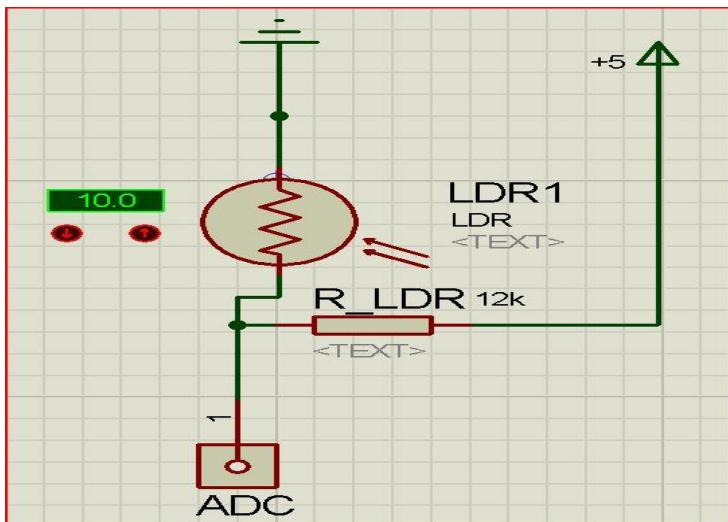 +5
10.0
LDR1
LDR
<TEXT>
R_LDR 12k
<TEXT>
1
ADC